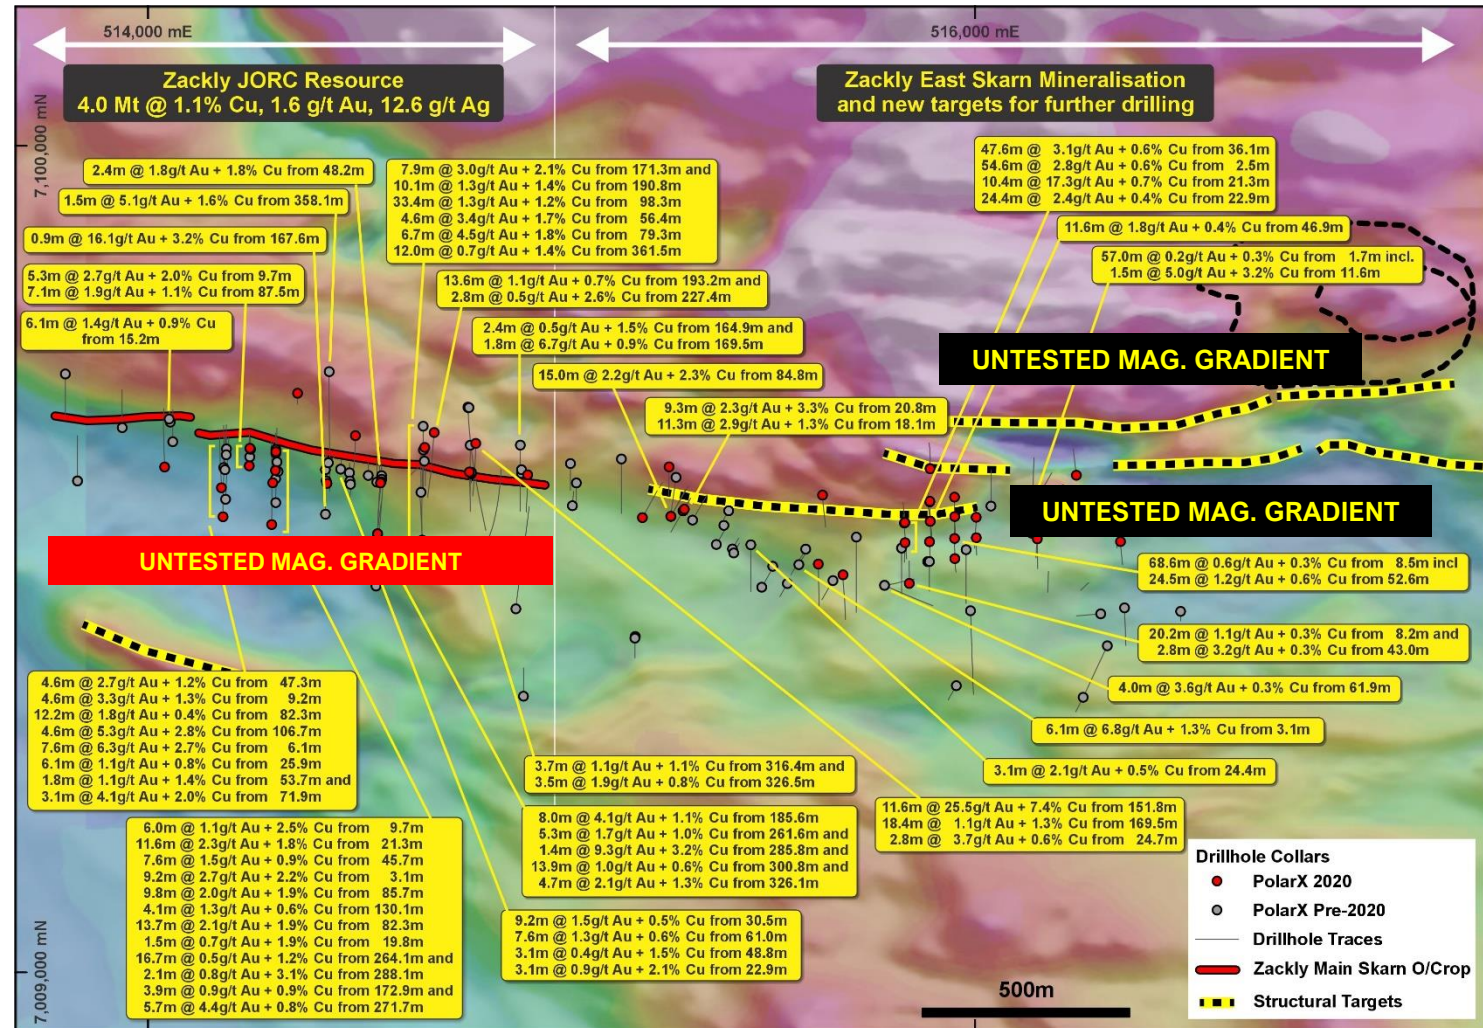 514,000 mE
516,000 mE
Zackly JORC Resource
4.0 Mt @ 1.1% Cu, 1.6 g/t Au, 12.6 g/t Ag
Zackly East Skarn Mineralisation
and new targets for further drilling
7,100,000 mN
2.4m @ 1.8g/t Au + 1.8% Cu from 48.2m
1.5m @ 5.1g/t Au + 1.6% Cu from 358.1m
0.9m @ 16.1g/t Au + 3.2% Cu from 167.6m
5.3m @ 2.7g/t Au + 2.0% Cu from 9.7m
7.1m @ 1.9g/t Au + 1.1% Cu from 87.5m
6.1m @ 1.4g/t Au + 0.9% Cu
from 15.2m
7.9m @ 3.0g/t Au + 2.1% Cu from 171.3m and
10.1m @ 1.3g/t Au + 1.4% Cu from 190.8m
33.4m @ 1.3g/t Au + 1.2% Cu from 98.3m
4.6m @ 3.4g/t Au + 1.7% Cu from 56.4m
6.7m @ 4.5g/t Au + 1.8% Cu from 79.3m
12.0m @ 0.7g/t Au + 1.4% Cu from 361.5m
13.6m @ 1.1g/t Au + 0.7% Cu from 193.2m and
2.8m @ 0.5g/t Au + 2.6% Cu from 227.4m
2.4m @ 0.5g/t Au + 1.5% Cu from 164.9m and
1.8m @ 6.7g/t Au + 0.9% Cu from 169.5m
15.0m @ 2.2g/t Au + 2.3% Cu from 84.8m
9.3m @ 2.3g/t Au + 3.3% Cu from 20.8m
11.3m @ 2.9g/t Au + 1.3% Cu from 18.1m
47.6m @ 3.1g/t Au + 0.6% Cu from 36.1m
54.6m @ 2.8g/t Au + 0.6% Cu from 2.5m
10.4m @ 17.3g/t Au + 0.7% Cu from 21.3m
24.4m @ 2.4g/t Au + 0.4% Cu from 22.9m
11.6m @ 1.8g/t Au + 0.4% Cu from 46.9m
57.0m @ 0.2g/t Au + 0.3% Cu from 1.7m incl.
1.5m @ 5.0g/t Au + 3.2% Cu from 11.6m
UNTESTED MAG. GRADIENT
UNTESTED MAG. GRADIENT
UNTESTED MAG. GRADIENT
68.6m @ 0.6g/t Au + 0.3% Cu from 8.5m incl
24.5m @ 1.2g/t Au + 0.6% Cu from 52.6m
20.2m @ 1.1g/t Au + 0.3% Cu from 8.2m and
2.8m @ 3.2g/t Au + 0.3% Cu from 43.0m
4.0m @ 3.6g/t Au + 0.3% Cu from 61.9m
6.1m @ 6.8g/t Au + 1.3% Cu from 3.1m
3.1m @ 2.1g/t Au + 0.5% Cu from 24.4m
11.6m @ 25.5g/t Au + 7.4% Cu from 151.8m
18.4m @ 1.1g/t Au + 1.3% Cu from 169.5m
2.8m @ 3.7g/t Au + 0.6% Cu from 24.7m
4.6m @ 2.7g/t Au + 1.2% Cu from 47.3m
4.6m @ 3.3g/t Au + 1.3% Cu from 9.2m
12.2m @ 1.8g/t Au + 0.4% Cu from 82.3m
4.6m @ 5.3g/t Au + 2.8% Cu from 106.7m
7.6m @ 6.3g/t Au + 2.7% Cu from 6.1m
6.1m @ 1.1g/t Au + 0.8% Cu from 25.9m
1.8m @ 1.1g/t Au + 1.4% Cu from 53.7m and
3.1m @ 4.1g/t Au + 2.0% Cu from 71.9m
3.7m @ 1.1g/t Au + 1.1% Cu from 316.4m and
3.5m @ 1.9g/t Au + 0.8% Cu from 326.5m
8.0m @ 4.1g/t Au + 1.1% Cu from 185.6m
5.3m @ 1.7g/t Au + 1.0% Cu from 261.6m and
1.4m @ 9.3g/t Au + 3.2% Cu from 285.8m and
13.9m @ 1.0g/t Au + 0.6% Cu from 300.8m and
4.7m @ 2.1g/t Au + 1.3% Cu from 326.1m
6.0m @ 1.1g/t Au + 2.5% Cu from 9.7m
11.6m @ 2.3g/t Au + 1.8% Cu from 21.3m
7.6m @ 1.5g/t Au + 0.9% Cu from 45.7m
9.2m @ 2.7g/t Au + 2.2% Cu from 3.1m
9.8m @ 2.0g/t Au + 1.9% Cu from 85.7m
4.1m @ 1.3g/t Au + 0.6% Cu from 130.1m
13.7m @ 2.1g/t Au + 1.9% Cu from 82.3m
1.5m @ 0.7g/t Au + 1.9% Cu from 19.8m
16.7m @ 0.5g/t Au + 1.2% Cu from 264.1m and
2.1m @ 0.8g/t Au + 3.1% Cu from 288.1m
3.9m @ 0.9g/t Au + 0.9% Cu from 172.9m and
5.7m @ 4.4g/t Au + 0.8% Cu from 271.7m
9.2m @ 1.5g/t Au + 0.5% Cu from 30.5m
7.6m @ 1.3g/t Au + 0.6% Cu from 61.0m
3.1m @ 0.4g/t Au + 1.5% Cu from 48.8m
3.1m @ 0.9g/t Au + 2.1% Cu from 22.9m
7,009,000 mN
500m
Drillhole Collars
PolarX 2020
PolarX Pre-2020
Drillhole Traces
Zackly Main Skarn O/Crop
Structural Targets